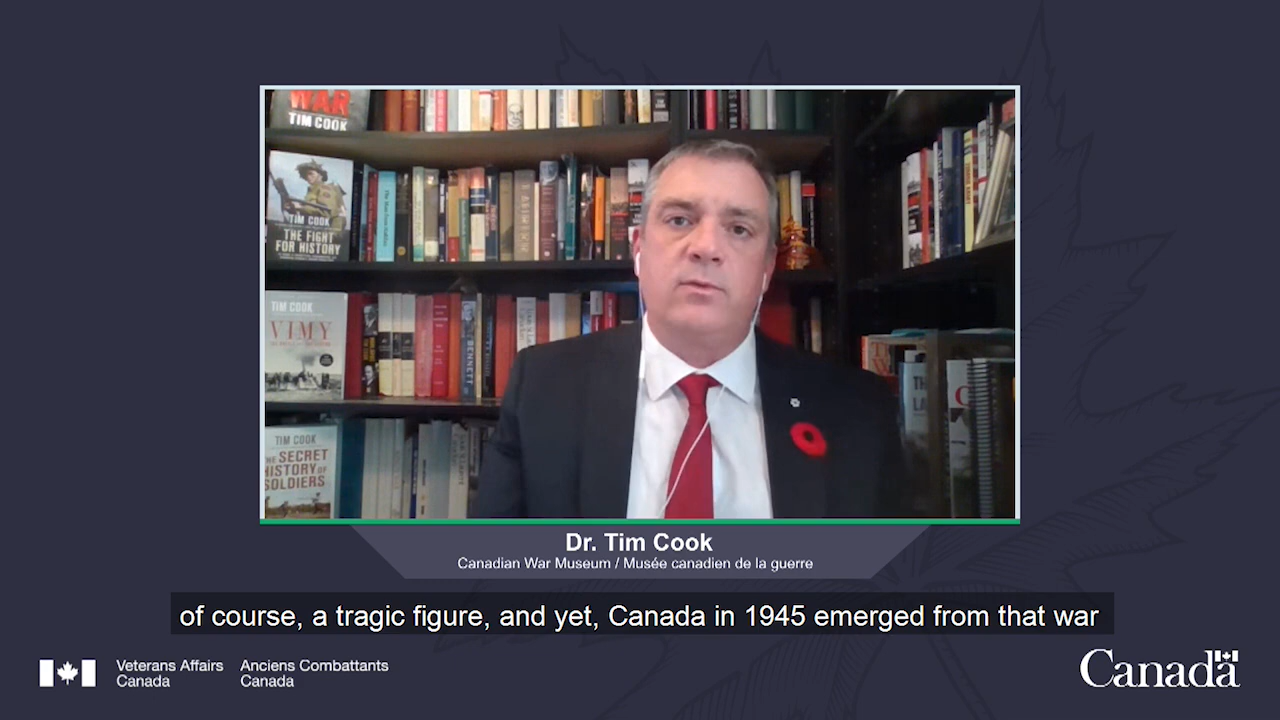 WAR
TIM COOK
TIM COOK
THE FIGHT
FOR HISTORY
TIM COOK
VIMY
BENNETT
TIM COOK
THE SECRET
HISTORY OF
SOLDIERS
Dr. Tim Cook
Canadian War Museum / Musée canadien de la guerre
of course, a tragic figure, and yet, Canada in 1945 emerged from that war
Veterans Affairs
Canada
Anciens Combattants
Canada
Canada